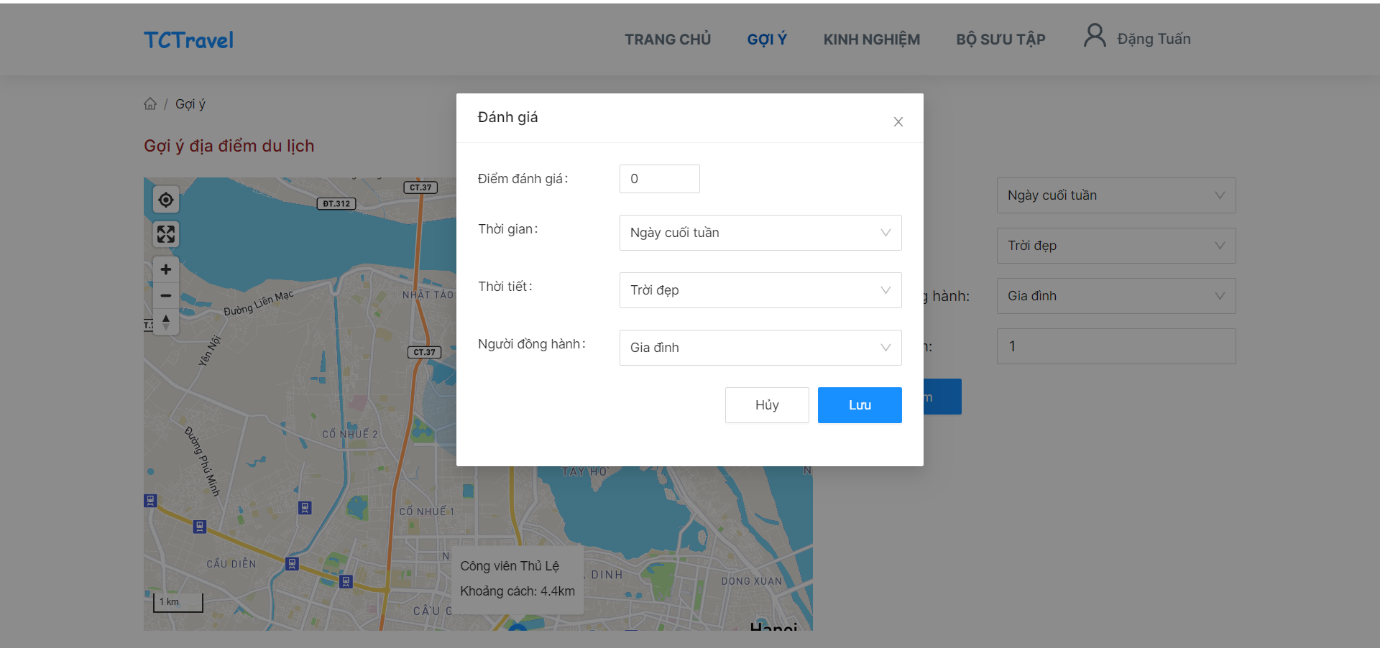 TCTravel
TRANG CHỦ
GỢI Ý
KINH NGHIỆM
BỘ SƯU TẬP
Đặng Tuấn
/ Gợi ý
Gợi ý địa điểm du lịch
Đánh giá
Điểm đánh giá:
0
Thời gian:
Ngày cuối tuần
Thời tiết:
Trời đẹp
Người đồng hành:
Gia đình
Hủy
Lưu
Ngày cuối tuần
Trời đẹp
hành:
Gia đình
1
CT.37
ĐT.312
NHẬT TẢO
Đường Liên Mạc
Yên Nội
CT.37
CỔ NHUẾ 2
Đường Phú Minh
TÂY HỒ
CỔ NHUẾ 1
CẦU DIỄN
Công viên Thủ Lệ
Khoảng cách: 4.4km
DINH
DONG XUAN
1 km
Hanoi